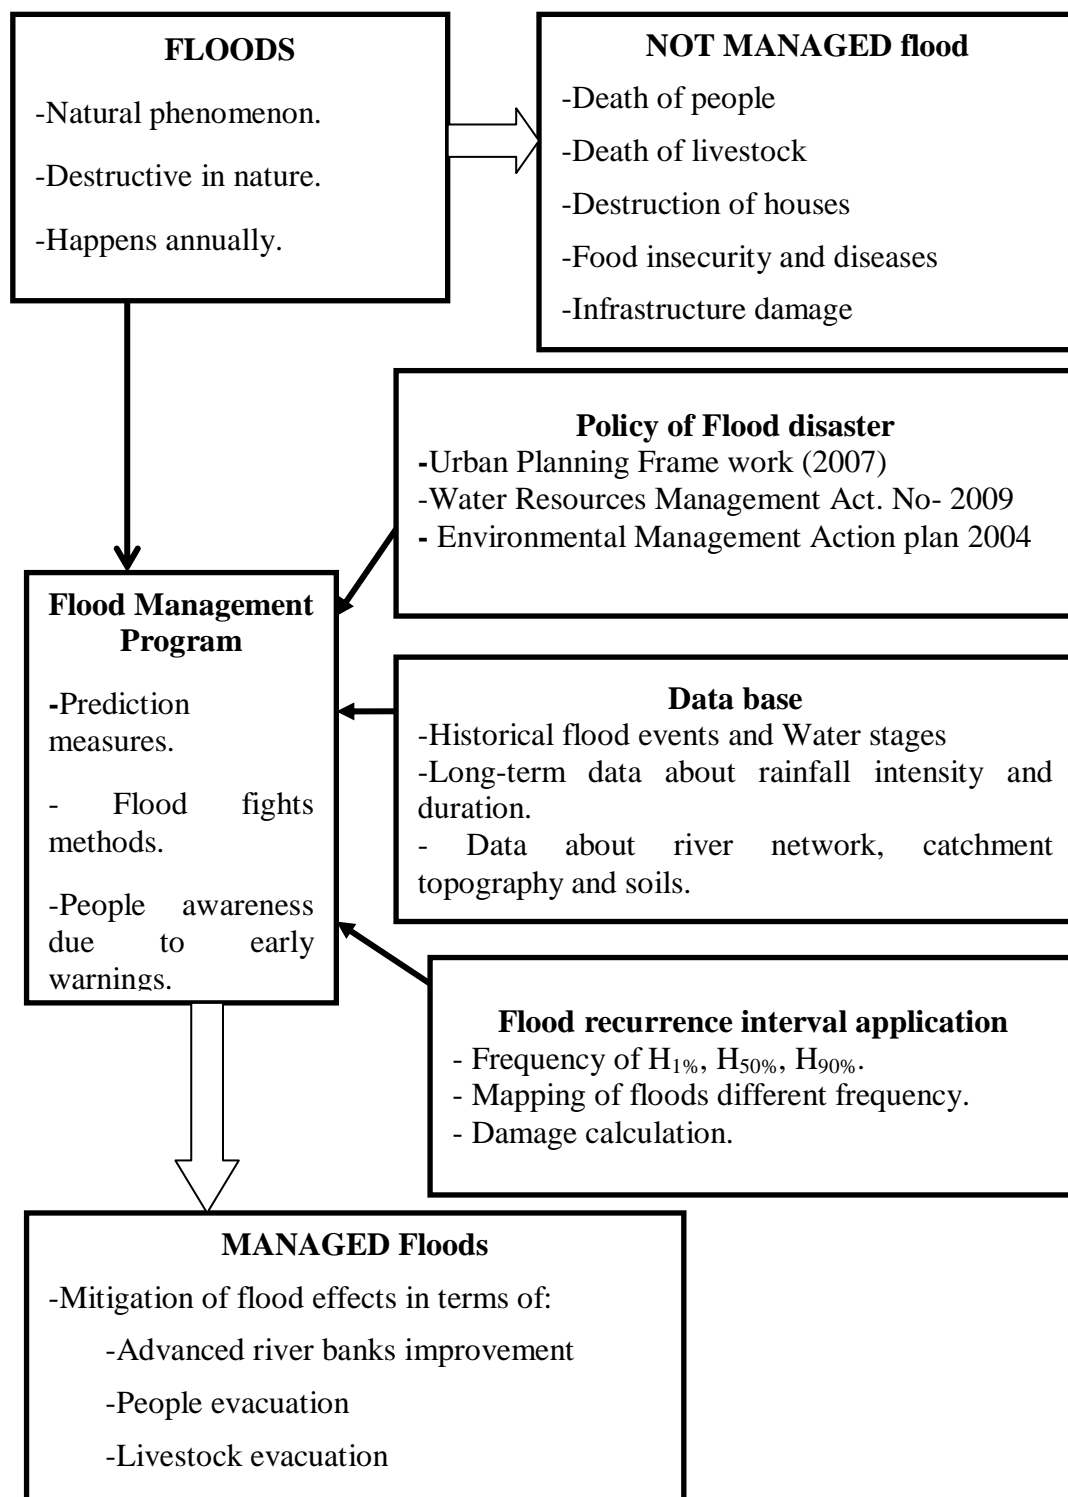 FLOODS
-Natural phenomenon.
-Destructive in nature.
-Happens annually.
NOT MANAGED flood
-Death of people
-Death of livestock
-Destruction of houses
-Food insecurity and diseases
-Infrastructure damage
Policy of Flood disaster
-Urban Planning Frame work (2007)
-Water Resources Management Act. No- 2009
- Environmental Management Action plan 2004
Flood Management
Program
-Prediction
measures.
- Flood fights
methods.
-People awareness
due to early
warnings.
Data base
-Historical flood events and Water stages
-Long-term data about rainfall intensity and
duration.
- Data about river network, catchment
topography and soils.
Flood recurrence interval application
- Frequency of H1%, H50%, H90%.
- Mapping of floods different frequency.
- Damage calculation.
MANAGED Floods
-Mitigation of flood effects in terms of:
-Advanced river banks improvement
-People evacuation
-Livestock evacuation